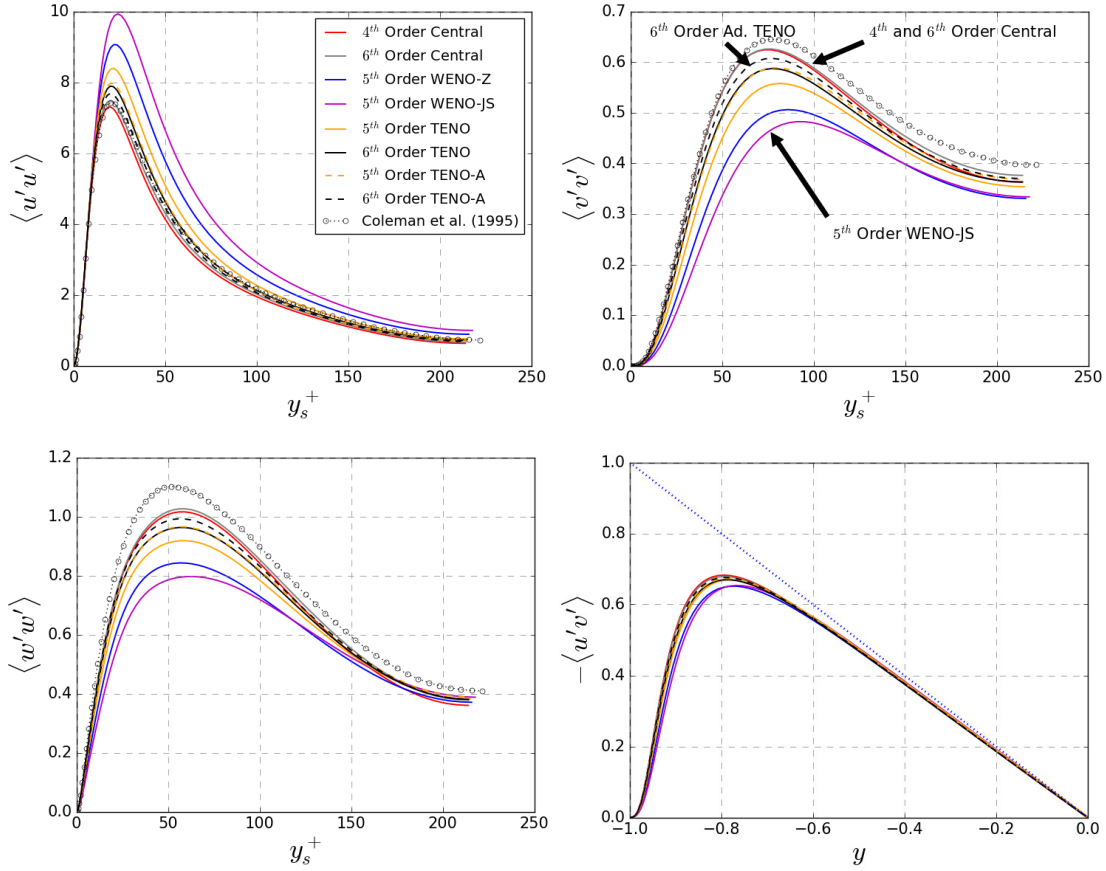 10
8
6
4
2
0
0
50
100
150
200
250
⟨u′u′⟩
y_s^+
4^th Order Central
6^th Order Central
5^th Order WENO-Z
5^th Order WENO-JS
5^th Order TENO
6^th Order TENO
5^th Order TENO-A
6^th Order TENO-A
Coleman et al. (1995)
0.7
0.6
0.5
0.4
0.3
0.2
0.1
0.0
0
50
100
150
200
250
⟨v′v′⟩
y_s^+
6^th Order Ad. TENO
4^th and 6^th Order Central
5^th Order WENO-JS
1.2
1.0
0.8
0.6
0.4
0.2
0.0
0
50
100
150
200
250
⟨w′w′⟩
y_s^+
1.0
0.8
0.6
0.4
0.2
0.0
−1.0
−0.8
−0.6
−0.4
−0.2
0.0
−⟨u′v′⟩
y